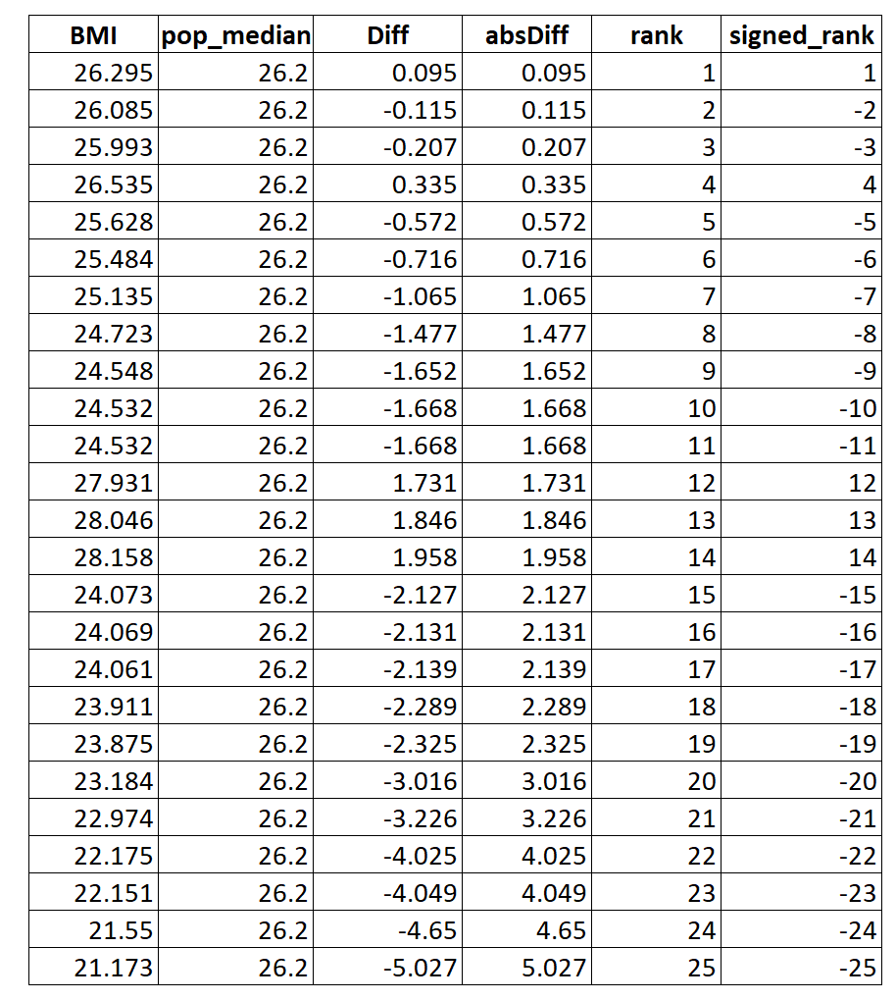 BMI pop_median Diff absDiff rank signed_rank
26.295 26.2 0.095 0.095 1 1
26.085 26.2 -0.115 0.115 2 -2
25.993 26.2 -0.207 0.207 3 -3
26.535 26.2 0.335 0.335 4 4
25.628 26.2 -0.572 0.572 5 -5
25.484 26.2 -0.716 0.716 6 -6
25.135 26.2 -1.065 1.065 7 -7
24.723 26.2 -1.477 1.477 8 -8
24.548 26.2 -1.652 1.652 9 -9
24.532 26.2 -1.668 1.668 10 -10
24.532 26.2 -1.668 1.668 11 -11
27.931 26.2 1.731 1.731 12 12
28.046 26.2 1.846 1.846 13 13
28.158 26.2 1.958 1.958 14 14
24.073 26.2 -2.127 2.127 15 -15
24.069 26.2 -2.131 2.131 16 -16
24.061 26.2 -2.139 2.139 17 -17
23.911 26.2 -2.289 2.289 18 -18
23.875 26.2 -2.325 2.325 19 -19
23.184 26.2 -3.016 3.016 20 -20
22.974 26.2 -3.226 3.226 21 -21
22.175 26.2 -4.025 4.025 22 -22
22.151 26.2 -4.049 4.049 23 -23
21.55 26.2 -4.65 4.65 24 -24
21.173 26.2 -5.027 5.027 25 -25